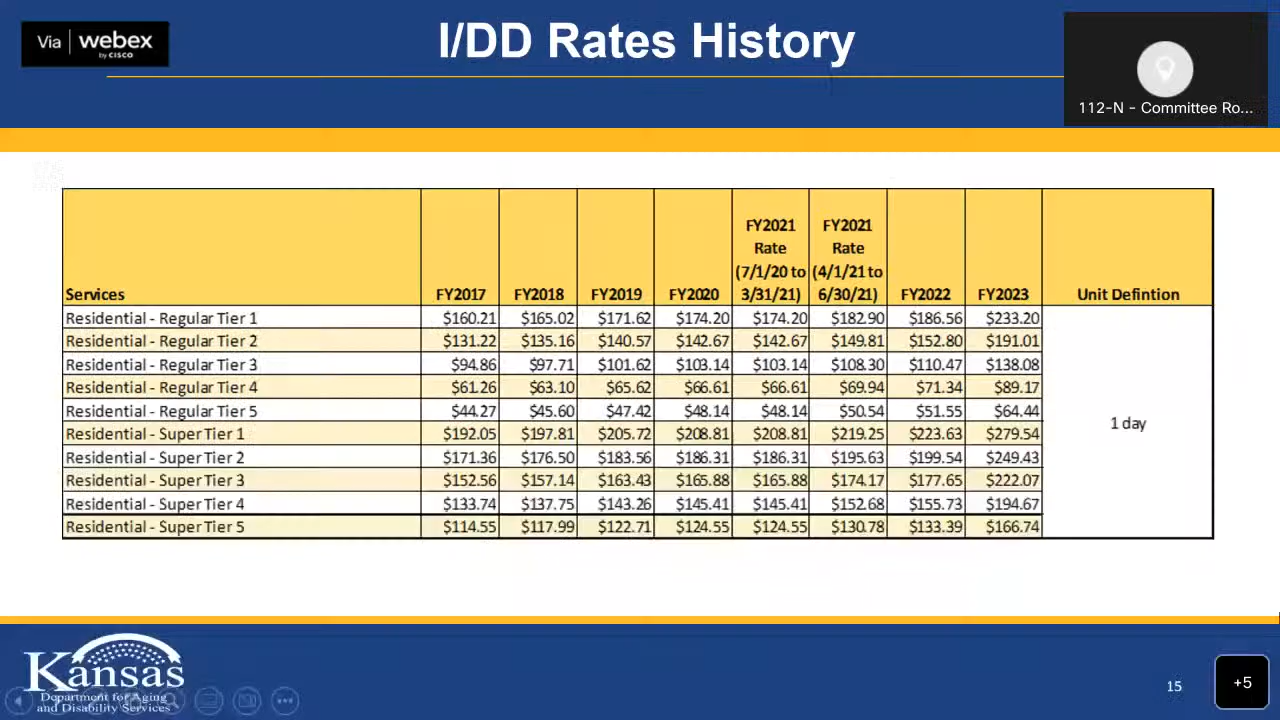 Via webex
by CISCO
I/DD Rates History
112-N - Committee Ro...
FY2021 FY2021
Rate Rate
(7/1/20 to (4/1/21 to
Services FY2017 FY2018 FY2019 FY2020 3/31/21) 6/30/21) FY2022 FY2023 Unit Defintion
Residential - Regular Tier 1 $160.21 $165.02 $171.62 $174.20 $174.20 $182.90 $186.56 $233.20
Residential - Regular Tier 2 $131.22 $135.16 $140.57 $142.67 $142.67 $149.81 $152.80 $191.01
Residential - Regular Tier 3 $94.86 $97.71 $101.62 $103.14 $103.14 $108.30 $110.47 $138.08
Residential - Regular Tier 4 $61.26 $63.10 $65.62 $66.61 $66.61 $69.94 $71.34 $89.17
Residential - Regular Tier 5 $44.27 $45.60 $47.42 $48.14 $48.14 $50.54 $51.55 $64.44
1 day
Residential - Super Tier 1 $192.05 $197.81 $205.72 $208.81 $208.81 $219.25 $223.63 $279.54
Residential - Super Tier 2 $171.36 $176.50 $183.56 $186.31 $186.31 $195.63 $199.54 $249.43
Residential - Super Tier 3 $152.56 $157.14 $163.43 $165.88 $165.88 $174.17 $177.65 $222.07
Residential - Super Tier 4 $133.74 $137.75 $143.26 $145.41 $145.41 $152.68 $155.73 $194.67
Residential - Super Tier 5 $114.55 $117.99 $122.71 $124.55 $124.55 $130.78 $133.39 $166.74
Kansas
Department for Aging
and Disability Services
15
+5